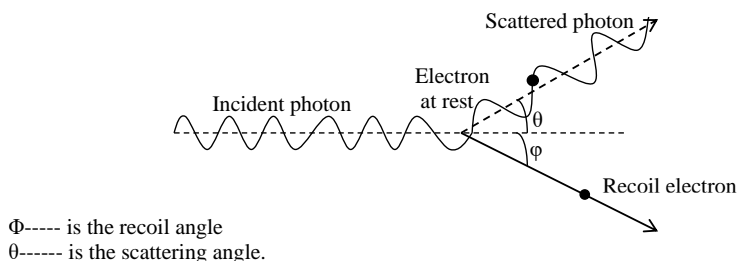 Scattered photon
Electron
at rest
Incident photon
θ
φ
Recoil electron
Φ----- is the recoil angle
θ------ is the scattering angle.